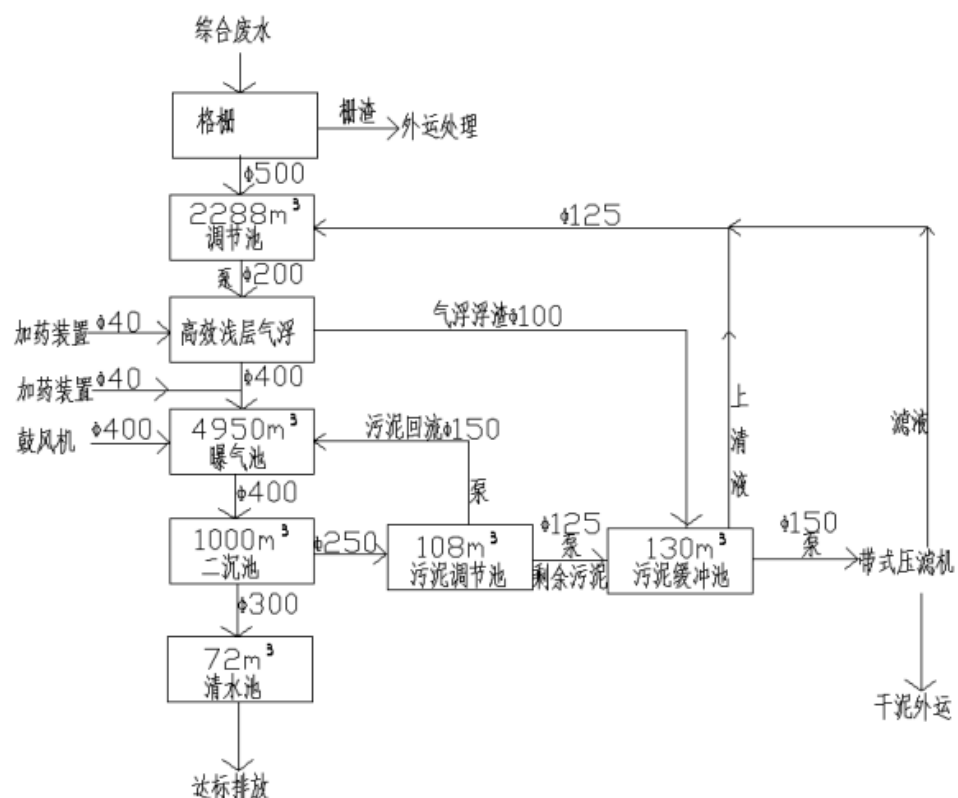 综合废水
格栅
栅渣
外运处理
Φ500
2288m³
调节池
Φ125
泵
Φ200
加药装置
Φ40
高效浅层气浮
气浮浮渣Φ100
加药装置
Φ40
Φ400
鼓风机
Φ400
4950m³
曝气池
污泥回流Φ150
上清液
滤液
Φ400
泵
1000m³
二沉池
Φ250
108m³
污泥调节池
Φ125
泵
剩余污泥
130m³
污泥缓冲池
Φ150
泵
带式压滤机
Φ300
72m³
清水池
干泥外运
达标排放